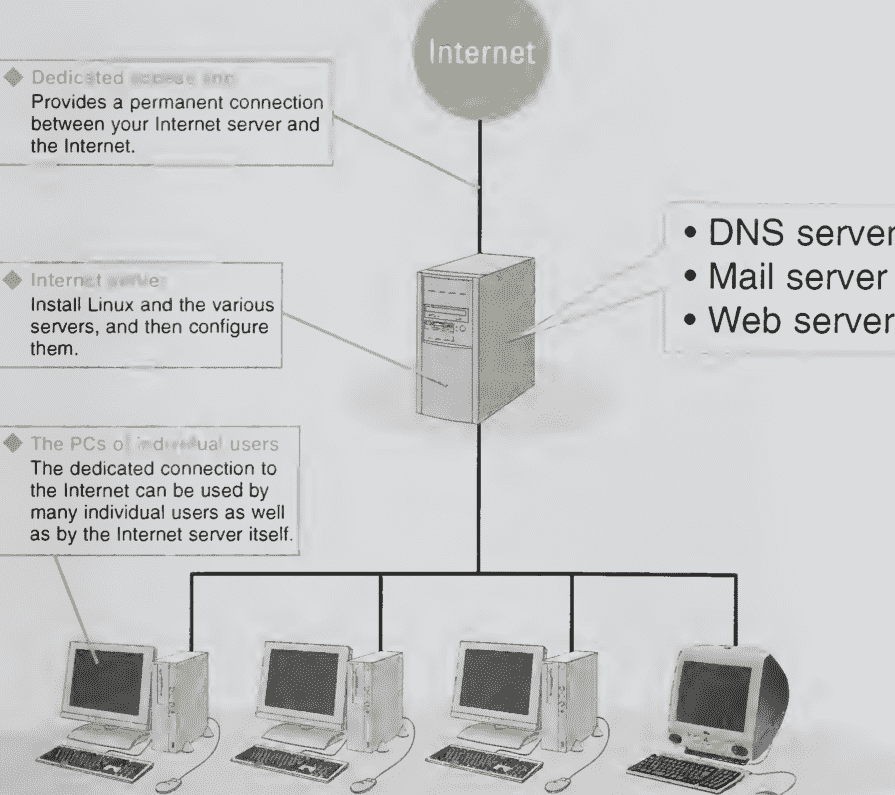 Internet
Dedicated
Provides a permanent connection
between your Internet server and
the Internet.
• DNS server
• Mail server
• Web server
Internet
Install Linux and the various
servers, and then configure
them.
The PCs of individual users
The dedicated connection to
the Internet can be used by
many individual users as well
as by the Internet server itself.